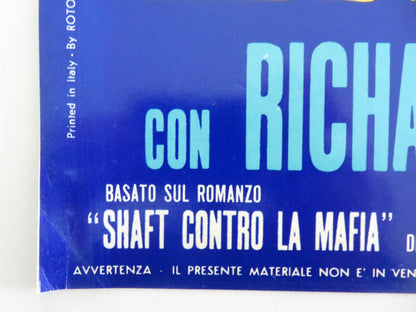 Printed in Italy - By ROTO
CON RICHA
BASATO SUL ROMANZO
"SHAFT CONTRO LA MAFIA" D
AVVERTENZA - IL PRESENTE MATERIALE NON E' IN VEN